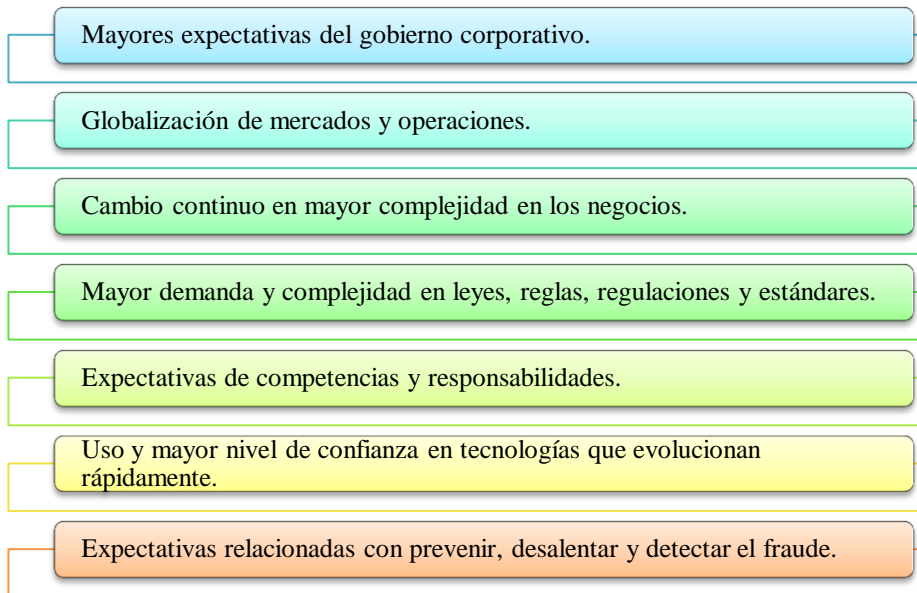 Mayores expectativas del gobierno corporativo.
Globalización de mercados y operaciones.
Cambio continuo en mayor complejidad en los negocios.
Mayor demanda y complejidad en leyes, reglas, regulaciones y estándares.
Expectativas de competencias y responsabilidades.
Uso y mayor nivel de confianza en tecnologías que evolucionan
rápidamente.
Expectativas relacionadas con prevenir, desalentar y detectar el fraude.